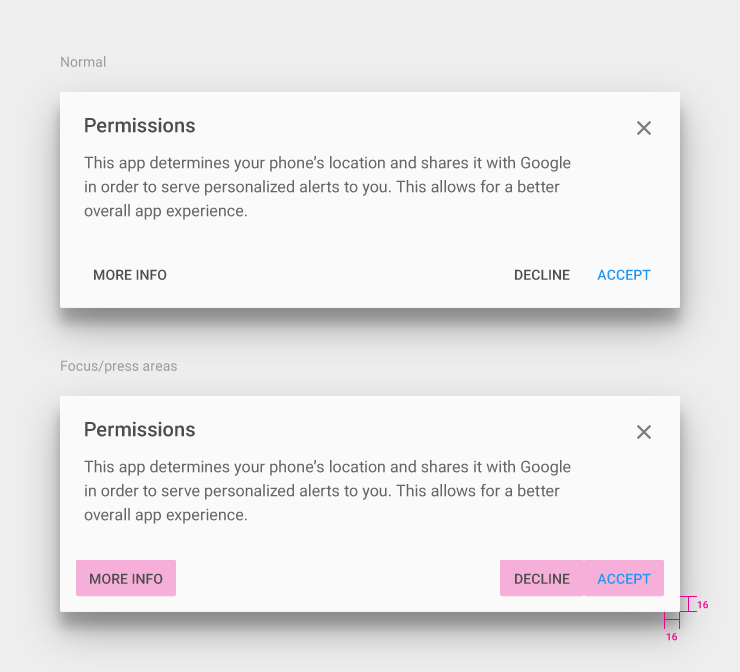 Normal
Permissions
This app determines your phone’s location and shares it with Google
in order to serve personalized alerts to you. This allows for a better
overall app experience.
MORE INFO DECLINE ACCEPT
Focus/press areas
Permissions
This app determines your phone’s location and shares it with Google
in order to serve personalized alerts to you. This allows for a better
overall app experience.
MORE INFO DECLINE ACCEPT
16
16